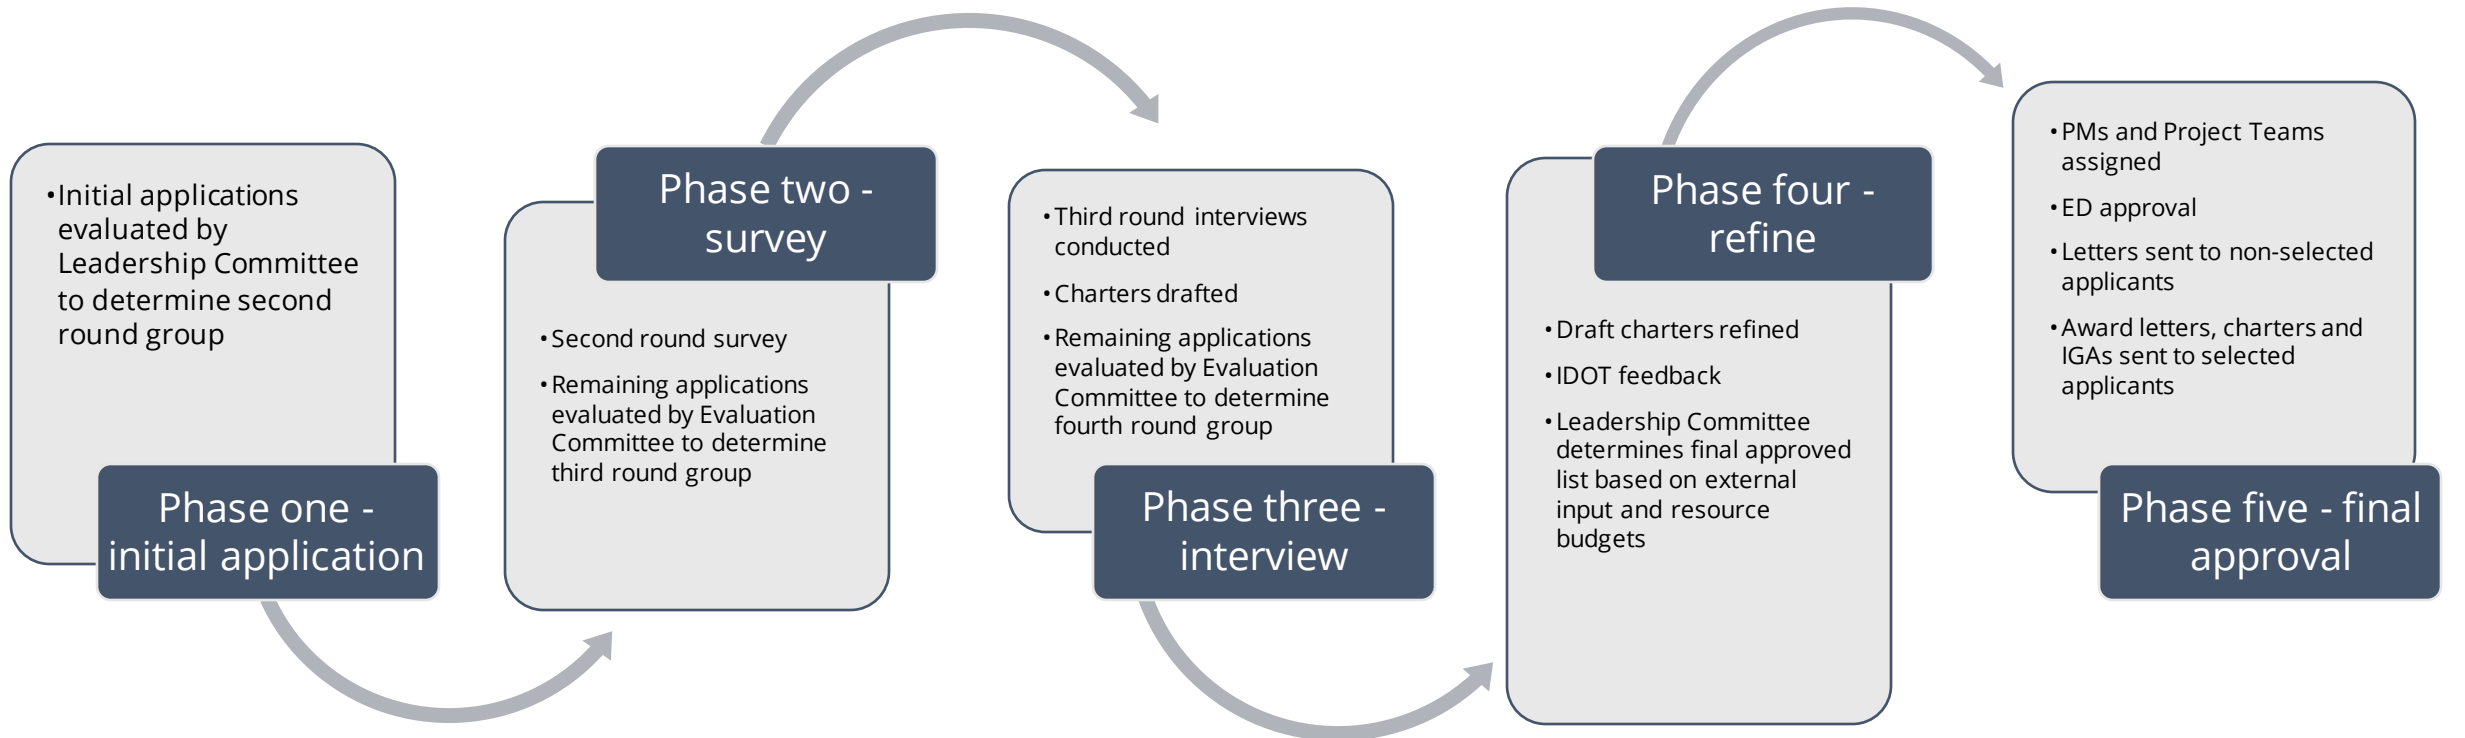 •Initial applications
evaluated by
Leadership Committee
to determine second
round group
Phase one -
initial application
Phase two -
survey
•Second round survey
•Remaining applications
evaluated by Evaluation
Committee to determine
third round group
•Third round interviews
conducted
•Charters drafted
•Remaining applications
evaluated by Evaluation
Committee to determine
fourth round group
Phase three -
interview
Phase four -
refine
•Draft charters refined
•IDOT feedback
•Leadership Committee
determines final approved
list based on external
input and resource
budgets
•PMs and Project Teams
assigned
•ED approval
•Letters sent to non-selected
applicants
•Award letters, charters and
IGAs sent to selected
applicants
Phase five - final
approval